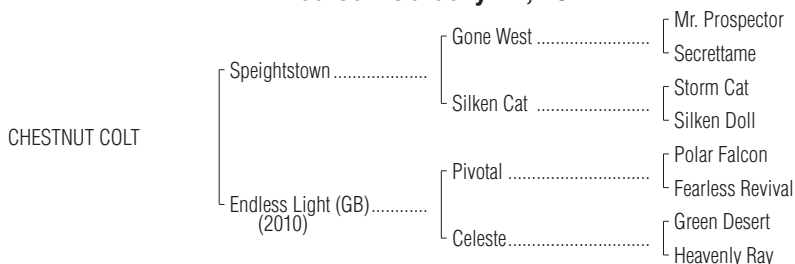 Mr. Prospector
Gone West ..............................
Secrettame
Speightstown .........................
Storm Cat
Silken Cat ..............................
Silken Doll
CHESTNUT COLT
Polar Falcon
Pivotal ......................................
Fearless Revival
Endless Light (GB)...............
(2010)
Green Desert
Celeste.....................................
Heavenly Ray